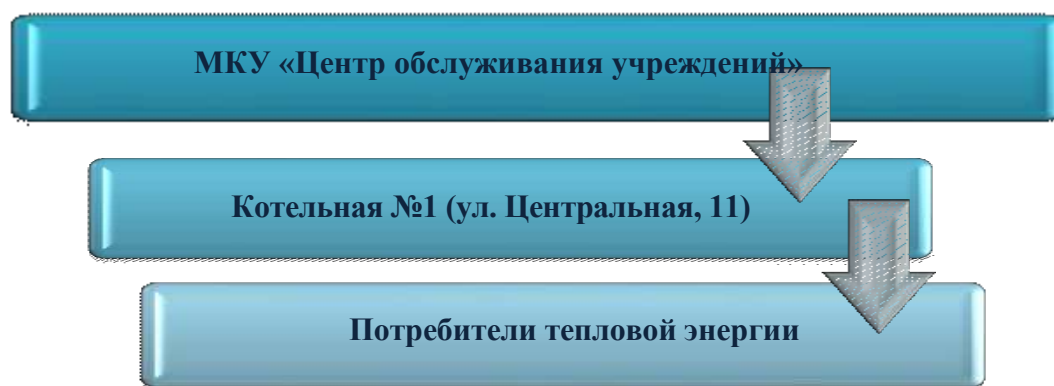 МКУ «Центр обслуживания учреждений»
Котельная №1 (ул. Центральная, 11)
Потребители тепловой энергии